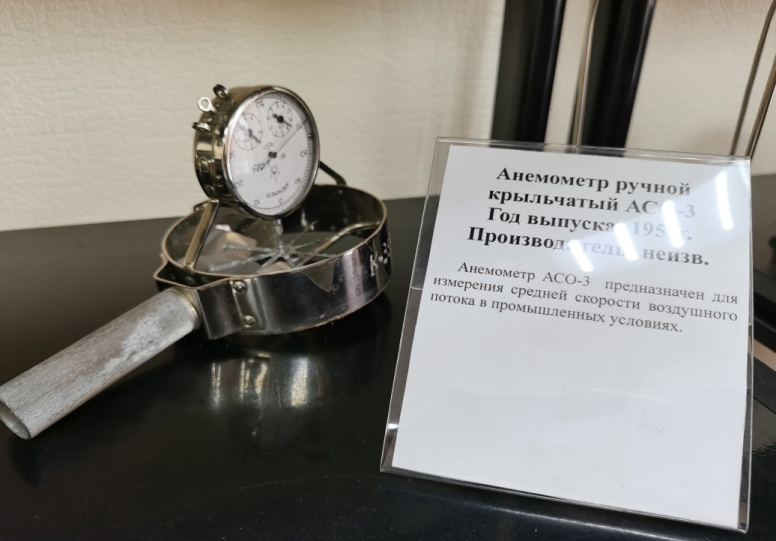 Анемометр ручной
крыльчатый АСО-3
Год выпуска г.
Производитель неизв.
Анемометр АСО-3 предназначен для
измерения средней скорости воздушного
потока в промышленных условиях.